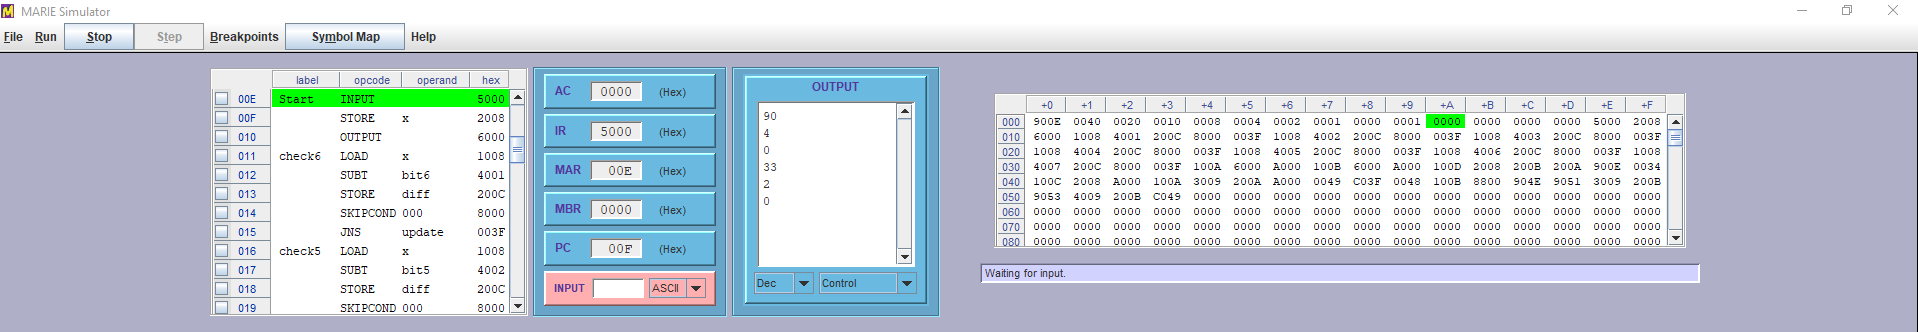 MARIE Simulator
File Run Stop Step Breakpoints Symbol Map Help
label opcode operand hex
00E Start INPUT 5000
00F STORE x 2008
010 OUTPUT 6000
011 check6 LOAD x 1008
012 SUBT bit6 4001
013 STORE diff 200C
014 SKIPCOND 000 8000
015 JNS update 003F
016 check5 LOAD x 1008
017 SUBT bit5 4002
018 STORE diff 200C
019 SKIPCOND 000 8000
AC 0000 (Hex)
IR 5000 (Hex)
MAR 00E (Hex)
MBR 0000 (Hex)
PC 00F (Hex)
INPUT ASCII
OUTPUT
90
4
0
33
2
0
Dec Control
+0 +1 +2 +3 +4 +5 +6 +7 +8 +9 +A +B +C +D +E +F
000 900E 0040 0020 0010 0008 0004 0002 0001 0000 0001 0000 0000 0000 0000 5000 2008
010 6000 1008 4001 200C 8000 003F 1008 4002 200C 8000 003F 1008 4003 200C 8000 003F
020 1008 4004 200C 8000 003F 1008 4005 200C 8000 003F 1008 4006 200C 8000 003F 1008
030 4007 200C 8000 003F 100A 6000 A000 100B 6000 A000 100D 2008 200B 200A 900E 0034
040 100C 2008 A000 100A 3009 200A A000 0049 C03F 0048 100B 8800 904E 9051 3009 200B
050 9053 4009 200B C049 0000 0000 0000 0000 0000 0000 0000 0000 0000 0000 0000 0000
060 0000 0000 0000 0000 0000 0000 0000 0000 0000 0000 0000 0000 0000 0000 0000 0000
070 0000 0000 0000 0000 0000 0000 0000 0000 0000 0000 0000 0000 0000 0000 0000 0000
080 0000 0000 0000 0000 0000 0000 0000 0000 0000 0000 0000 0000 0000 0000 0000 0000
Waiting for input.